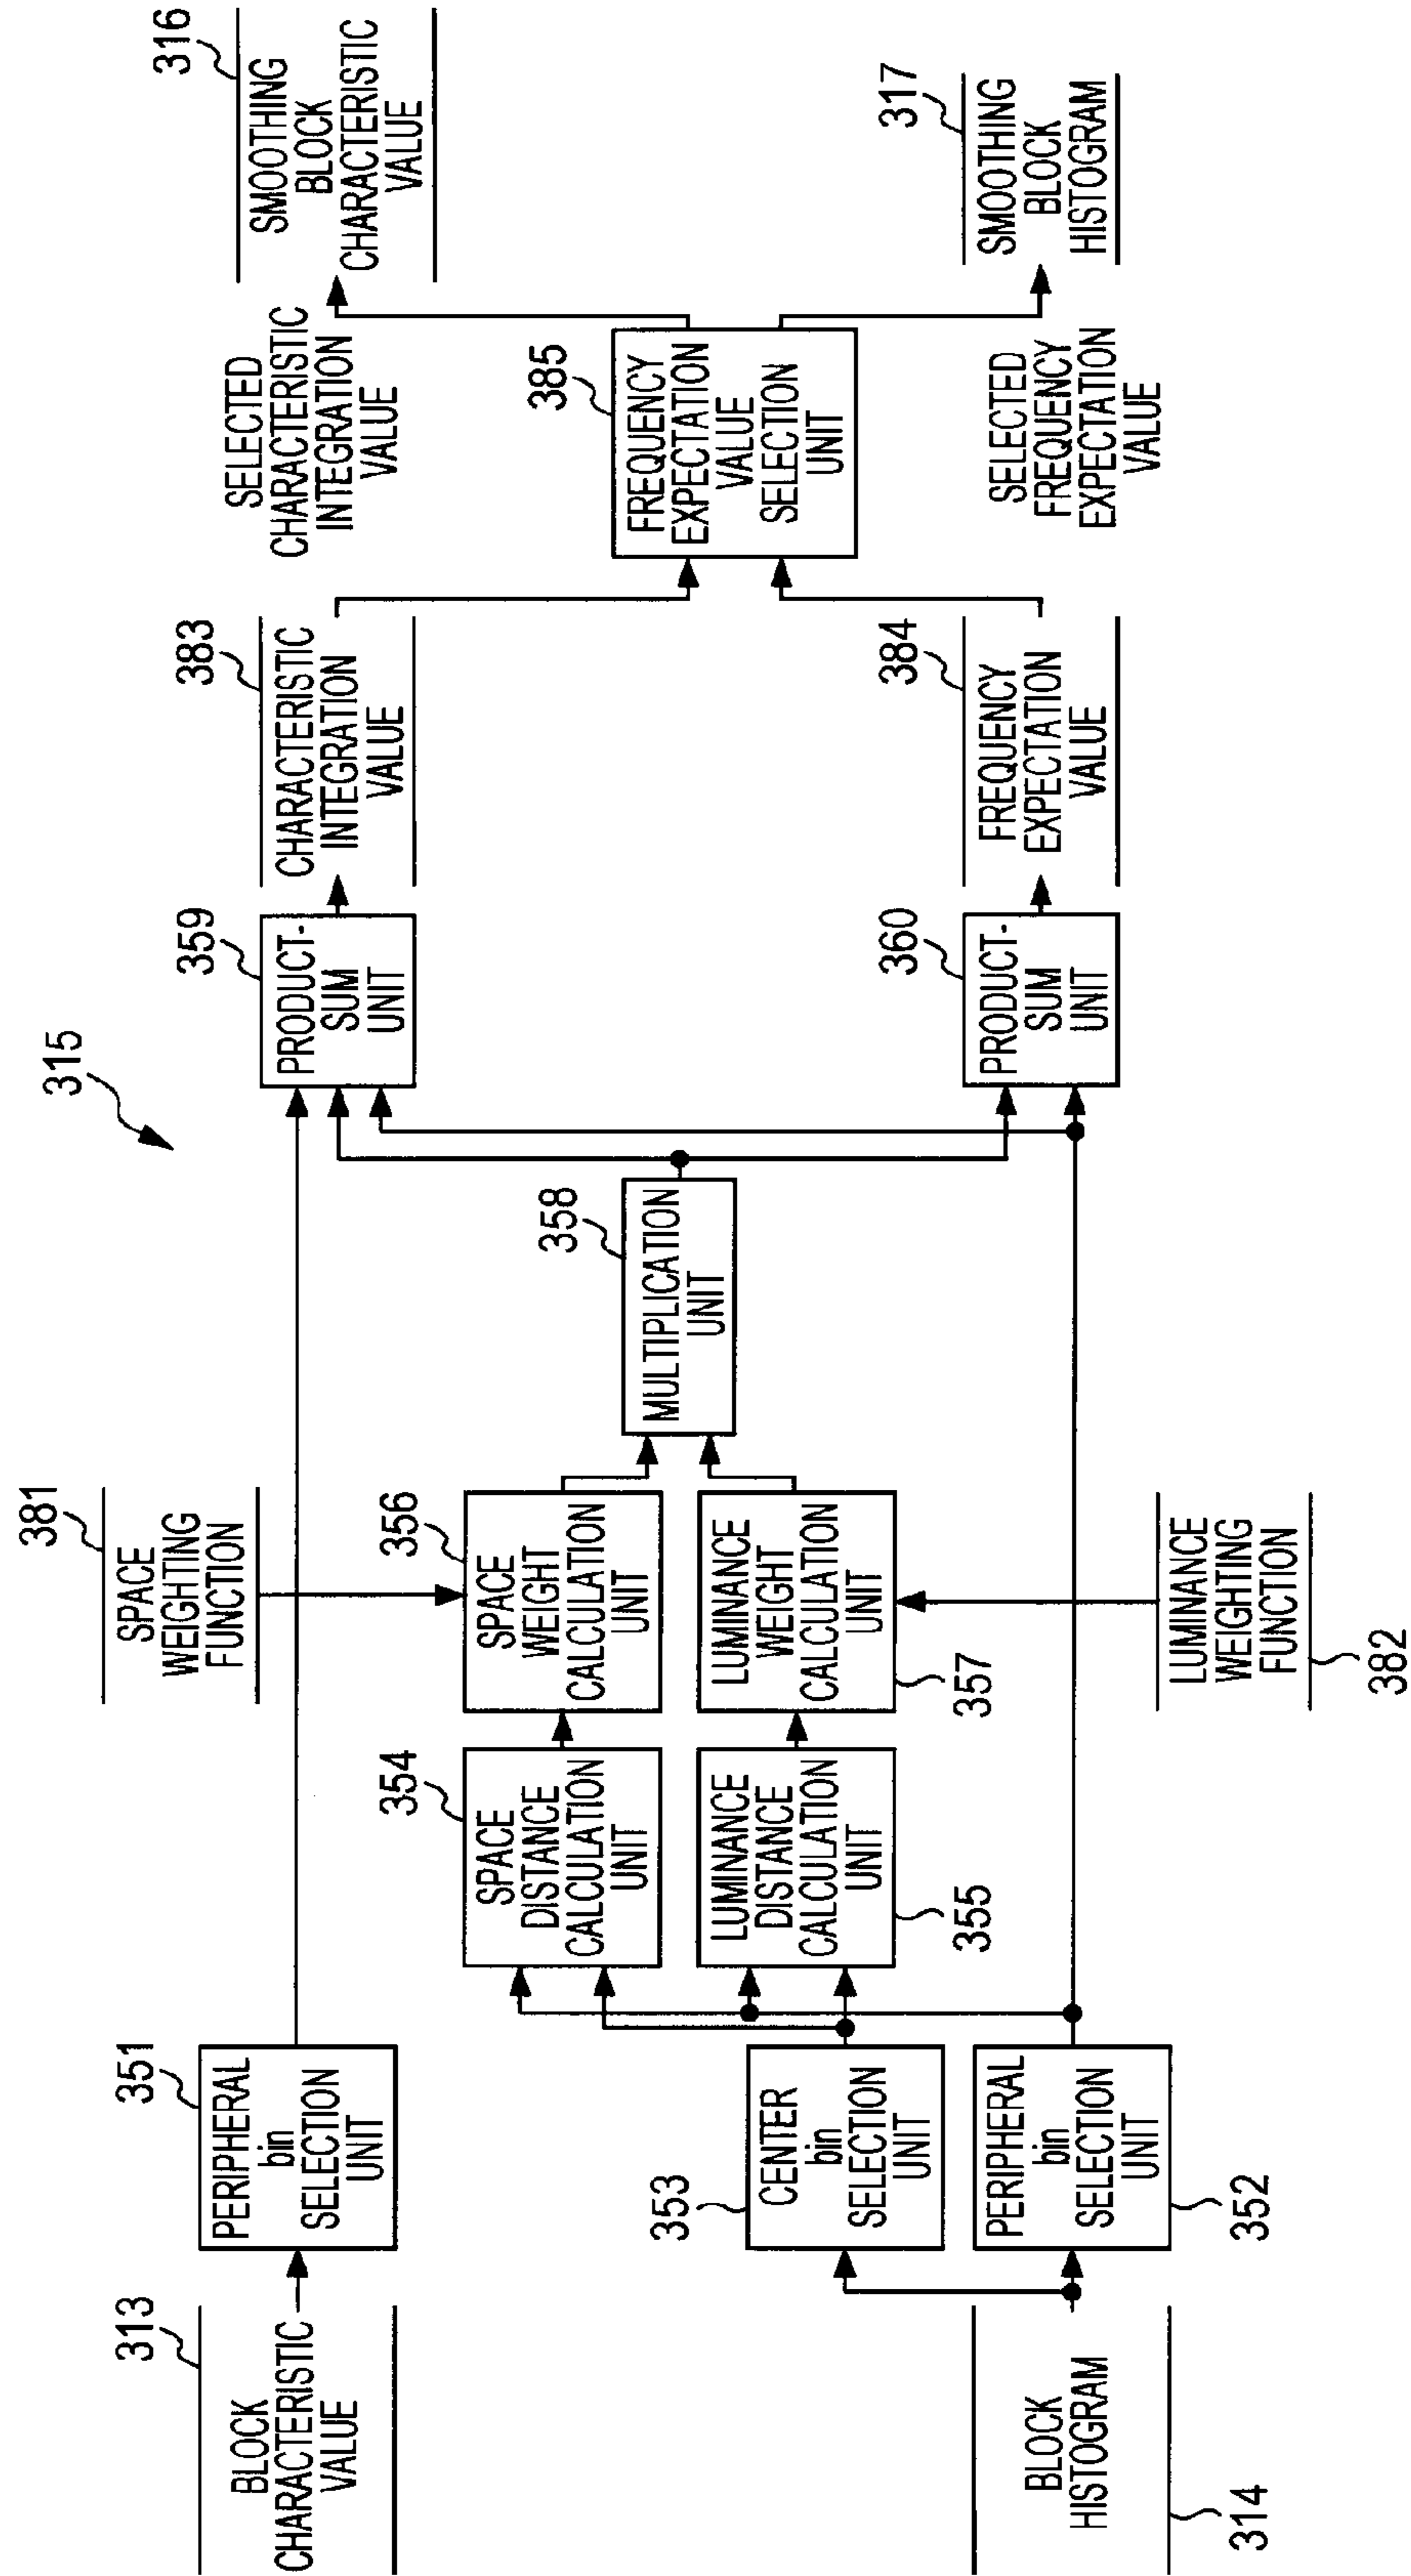 315
313
BLOCK
CHARACTERISTIC
VALUE
351
PERIPHERAL
bin
SELECTION
UNIT
381
SPACE
WEIGHTING
FUNCTION
359
PRODUCT-
SUM
UNIT
383
CHARACTERISTIC
INTEGRATION
VALUE
SELECTED
CHARACTERISTIC
INTEGRATION
VALUE
316
SMOOTHING
BLOCK
CHARACTERISTIC
VALUE
354
SPACE
DISTANCE
CALCULATION
UNIT
356
SPACE
WEIGHT
CALCULATION
UNIT
358
MULTIPLICATION
UNIT
385
FREQUENCY
EXPECTATION
VALUE
SELECTION
UNIT
353
CENTER
bin
SELECTION
UNIT
LUMINANCE
DISTANCE
CALCULATION
UNIT
355
LUMINANCE
WEIGHT
CALCULATION
UNIT
357
BLOCK
HISTOGRAM
314
PERIPHERAL
bin
SELECTION
UNIT
352
LUMINANCE
WEIGHTING
FUNCTION
382
360
PRODUCT-
SUM
UNIT
384
FREQUENCY
EXPECTATION
VALUE
SELECTED
FREQUENCY
EXPECTATION
VALUE
317
SMOOTHING
BLOCK
HISTOGRAM